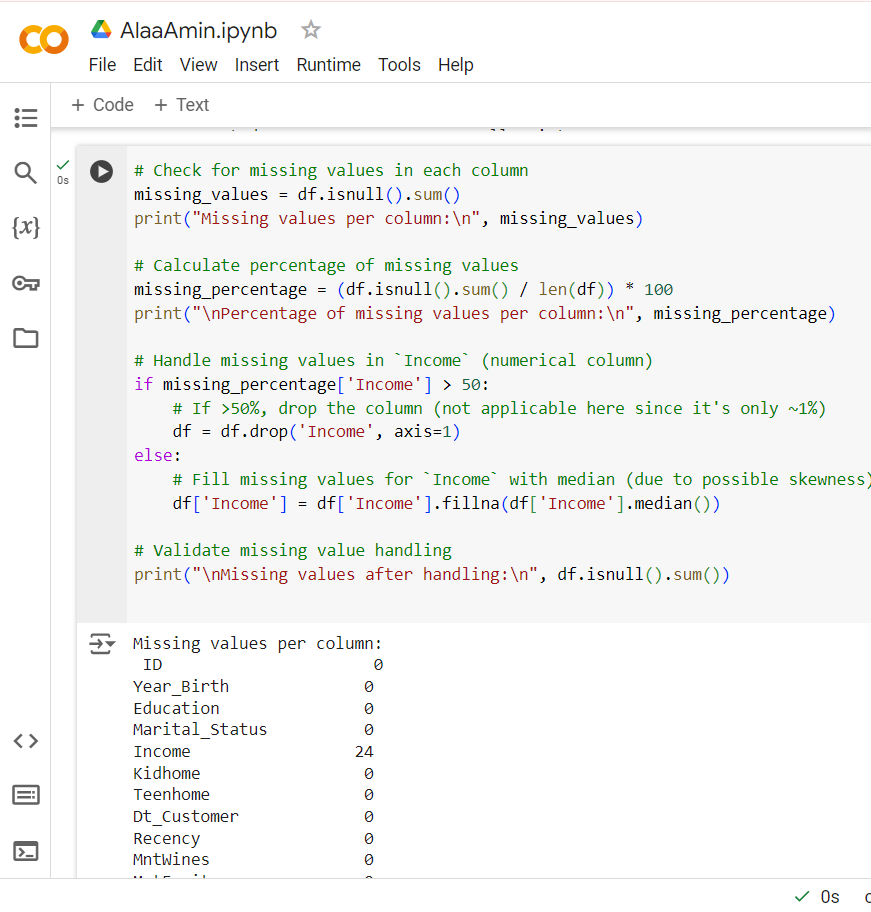 AlaaAmin.ipynb
File Edit View Insert Runtime Tools Help
+ Code + Text
0s
# Check for missing values in each column
missing_values = df.isnull().sum()
print("Missing values per column:\n", missing_values)
# Calculate percentage of missing values
missing_percentage = (df.isnull().sum() / len(df)) * 100
print("\nPercentage of missing values per column:\n", missing_percentage)
# Handle missing values in `Income` (numerical column)
if missing_percentage['Income'] > 50:
    # If >50%, drop the column (not applicable here since it's only ~1%)
    df = df.drop('Income', axis=1)
else:
    # Fill missing values for `Income` with median (due to possible skewness)
    df['Income'] = df['Income'].fillna(df['Income'].median())
# Validate missing value handling
print("\nMissing values after handling:\n", df.isnull().sum())
Missing values per column:
ID 0
Year_Birth 0
Education 0
Marital_Status 0
Income 24
Kidhome 0
Teenhome 0
Dt_Customer 0
Recency 0
MntWines 0
0s